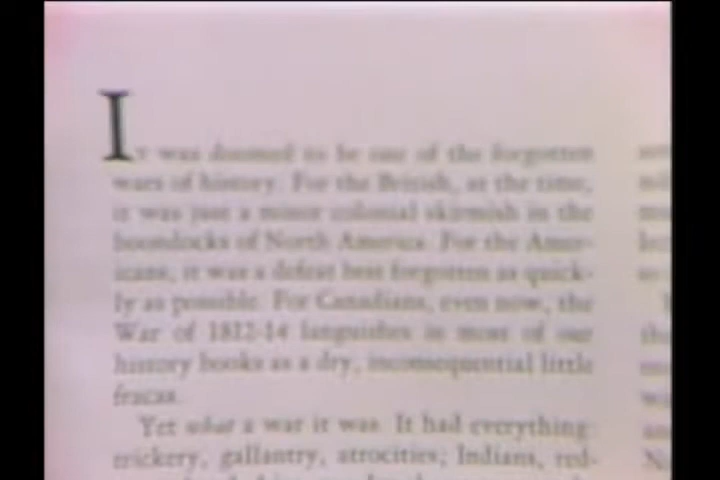 It was doomed to be one of the forgotten
wars of history. For the British, at the time,
it was just a minor colonial skirmish in the
boondocks of North America. For the Amer-
icans, it was a defeat best forgotten as quick-
ly as possible. For Canadians, even now, the
War of 1812-14 languishes in most of our
history books as a dry, inconsequential little
fracas.
Yet what a war it was. It had everything:
trickery, gallantry, atrocities; Indians, red-